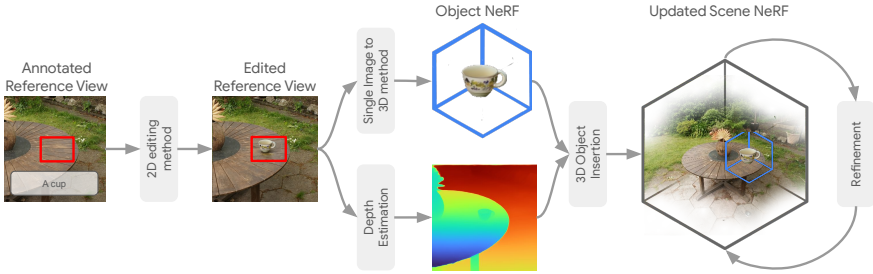 Object NeRF
Updated Scene NeRF
Annotated
Reference View
Edited
Reference View
A cup
2D editing
method
Single Image to
3D method
Depth
Estimation
3D Object
Insertion
Refinement